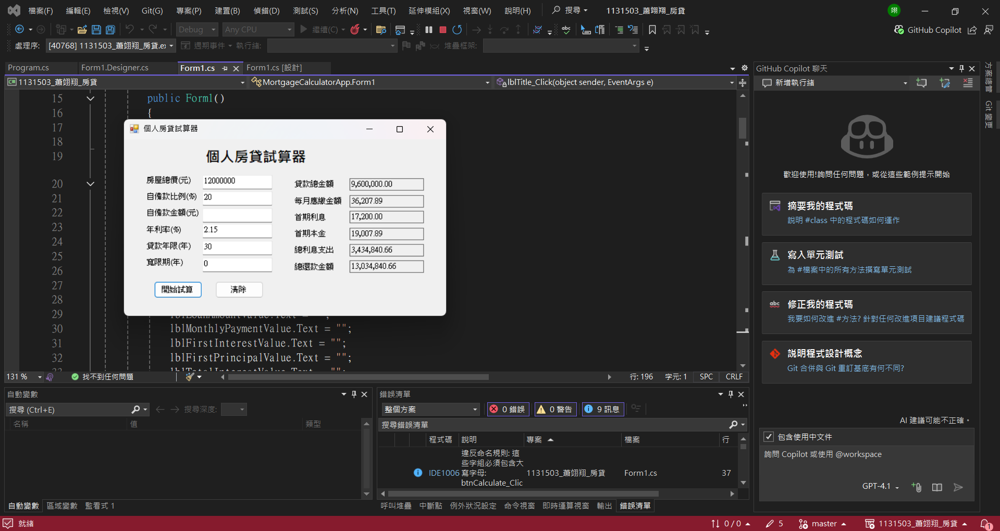 檔案(F) 編輯(E) 檢視(V) Git(G) 專案(P) 建置(B) 偵錯(D) 測試(S) 分析(N) 工具(T) 延伸模組(X) 視窗(W) 說明(H) 搜尋 1131503_蕭翊翔_房貸 翊
Debug Any CPU 繼續(C) GitHub Copilot
處理序: [40768] 1131503_蕭翊翔_房貸.ex 週期事件 執行緒: 堆疊框架:
Program.cs Form1.Designer.cs Form1.cs Form1.cs [設計]
C# 1131503_蕭翊翔_房貸 MortgageCalculatorApp.Form1 lblTitle_Click(object sender, EventArgs e)
15 public Form1()
16 {
17
18
19
20
21
22
23
24
25
26
27
28
29 lblLoanAmountValue.Text = "";
30 lblMonthlyPaymentValue.Text = "";
31 lblFirstInterestValue.Text = "";
32 lblFirstPrincipalValue.Text = "";
33 lblTotalInterestValue.Text = "";
個人房貸試算器
個人房貸試算器
房屋總價(元) 12000000
自備款比例(%) 20
自備款金額(元)
年利率(%) 2.15
貸款年限(年) 30
寬限期(年) 0
開始試算 清除
貸款總金額 9,600,000.00
每月應繳金額 36,207.89
首期利息 17,200.00
首期本金 19,007.89
總利息支出 3,434,840.66
總還款金額 13,034,840.66
131 % 找不到任何問題 行: 196 字元: 1 SPC CRLF
自動變數
搜尋 (Ctrl+E) 搜尋深度:
名稱 值 類型
自動變數 區域變數 監看式 1
錯誤清單
整個方案 0 錯誤 0 警告 9 訊息
搜尋錯誤清單
程式碼 說明 專案 檔案 行
IDE1006 1131503_蕭翊翔_房貸 Form1.cs 37
違反命名規則: 這
些字組必須包含大
寫字母:
btnCalculate_Clic
呼叫堆疊 中斷點 例外狀況設定 命令視窗 即時運算視窗 輸出 錯誤清單
GitHub Copilot 聊天
新增執行緒
歡迎使用!詢問任何問題，或從這些範例提示開始
摘要我的程式碼
說明 #class 中的程式碼如何運作
寫入單元測試
為 #檔案中的所有方法撰寫單元測試
abc 修正我的程式碼
我要如何改進 #方法? 針對任何改進項目建議程式碼
說明程式設計概念
Git 合併與 Git 重訂基底有何不同?
AI 建議可能不正確。
包含使用中文件
詢問 Copilot 或使用 @workspace
GPT-4.1
方案總管
Git 變更
就緒 0 / 0 5 master 1131503_蕭翊翔_房貸 1